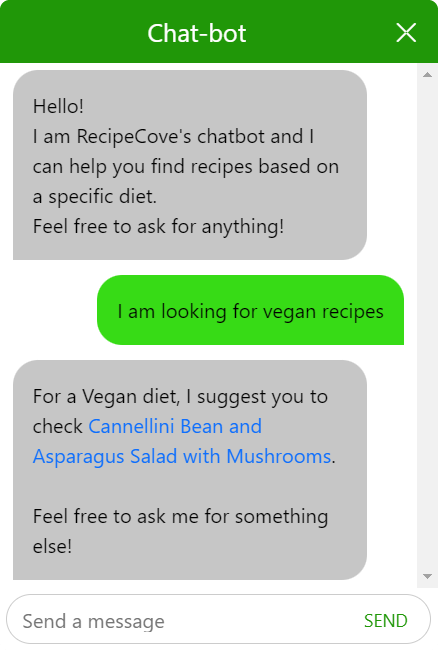 Chat-bot
Hello!
I am RecipeCove's chatbot and I
can help you find recipes based on
a specific diet.
Feel free to ask for anything!
I am looking for vegan recipes
For a Vegan diet, I suggest you to
check Cannellini Bean and
Asparagus Salad with Mushrooms.
Feel free to ask me for something
else!
Send a message SEND